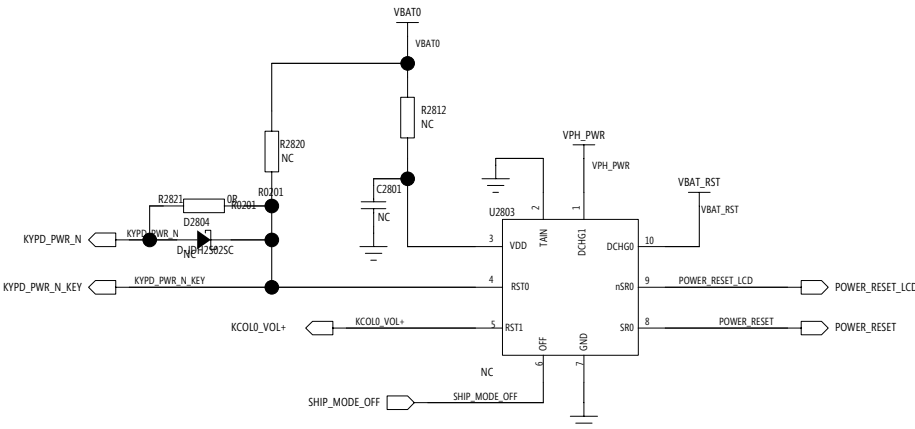 VBAT0
VBAT0
R2812
NC
R2820
NC
VPH_PWR
VPH_PWR
C2801
NC
VBAT_RST
VBAT_RST
R2821
0R
R0201
R0201
D2804
KYPD_PWR_N
KYPD_PWR_N
NC
D-JDH2S02SC
U2803
2
1
TAIN
DCHG1
3
VDD
DCHG0
10
KYPD_PWR_N_KEY
KYPD_PWR_N_KEY
4
RST0
nSR0
9
POWER_RESET_LCD
POWER_RESET_LCD
KCOL0_VOL+
KCOL0_VOL+
5
RST1
SR0
8
POWER_RESET
POWER_RESET
OFF
GND
6
7
NC
SHIP_MODE_OFF
SHIP_MODE_OFF